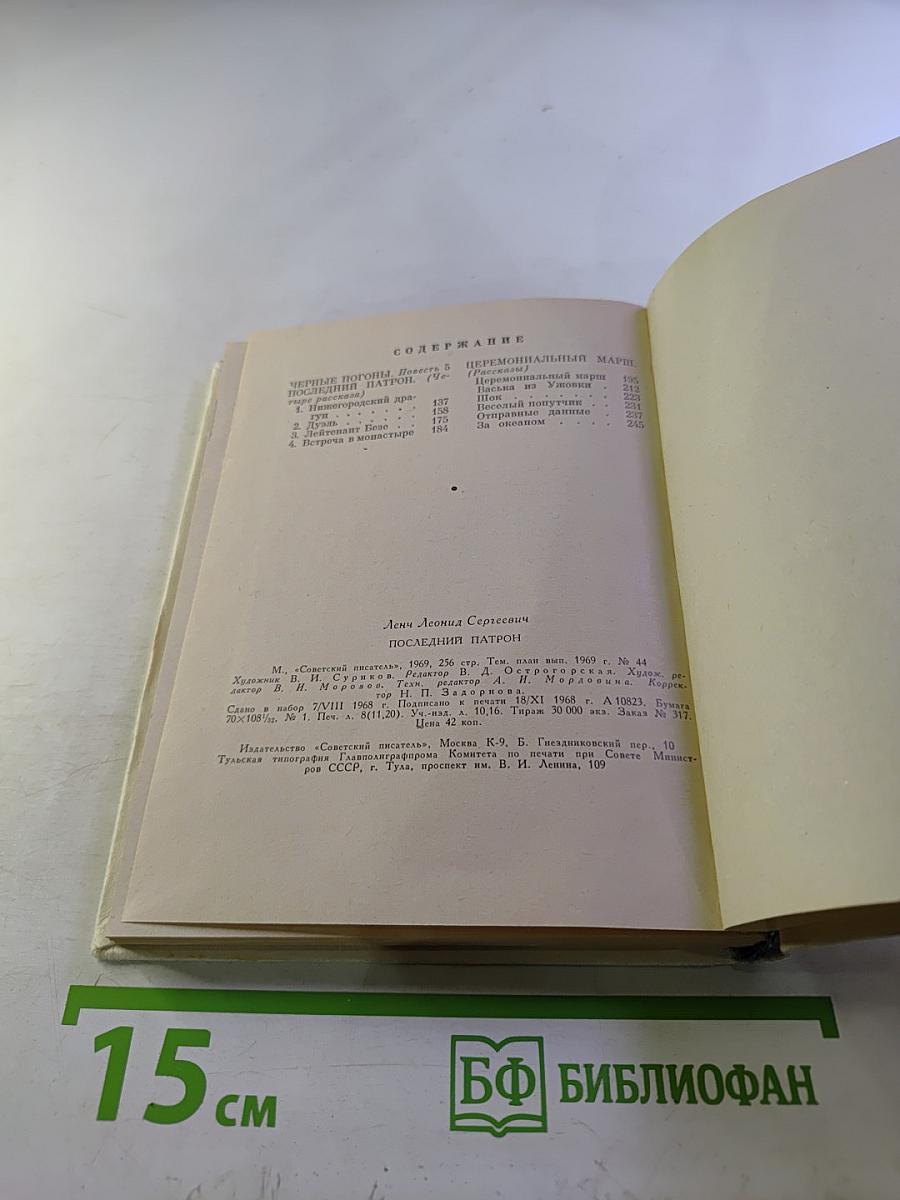 СОДЕРЖАНИЕ
ЧЕРНЫЕ ПОГОНЫ. Повесть 5
ПОСЛЕДНИЙ ПАТРОН. (Че-
тыре рассказа)
1. Нижегородский дра-
гун . . . . . . . 137
2. Дуэль . . . . . . 158
3. Лейтенант Безе . . 175
4. Встреча в монастыре 184
ЦЕРЕМОНИАЛЬНЫЙ МАРШ.
(Рассказы)
Церемониальный марш 195
Васька из Ужовки . 212
Шок . . . . . . . 223
Веселый попутчик . . 231
Отправные данные . 237
За океаном . . . . 245
Ленч Леонид Сергеевич
ПОСЛЕДНИЙ ПАТРОН
М., «Советский писатель», 1969, 256 стр. Тем. план вып. 1969 г. № 44
Художник В. И. Суриков. Редактор В. Д. Острогорская. Худож. ре-
дактор В. И. Морозов. Техн. редактор А. И. Мордовина. Коррек-
тор Н. П. Задорнова.
Сдано в набор 7/VIII 1968 г. Подписано к печати 18/XI 1968 г. А 10823. Бумага
70×108¹/₃₂. № 1. Печ. л. 8(11,20). Уч.-изд. л. 10,16. Тираж 30 000 экз. Заказ № 317.
Цена 42 коп.
Издательство «Советский писатель», Москва К-9, Б. Гнездниковский пер., 10
Тульская типография Главполиграфпрома Комитета по печати при Совете Минист-
ров СССР, г. Тула, проспект им. В. И. Ленина, 109
15 см
БФ БИБЛИОФАН